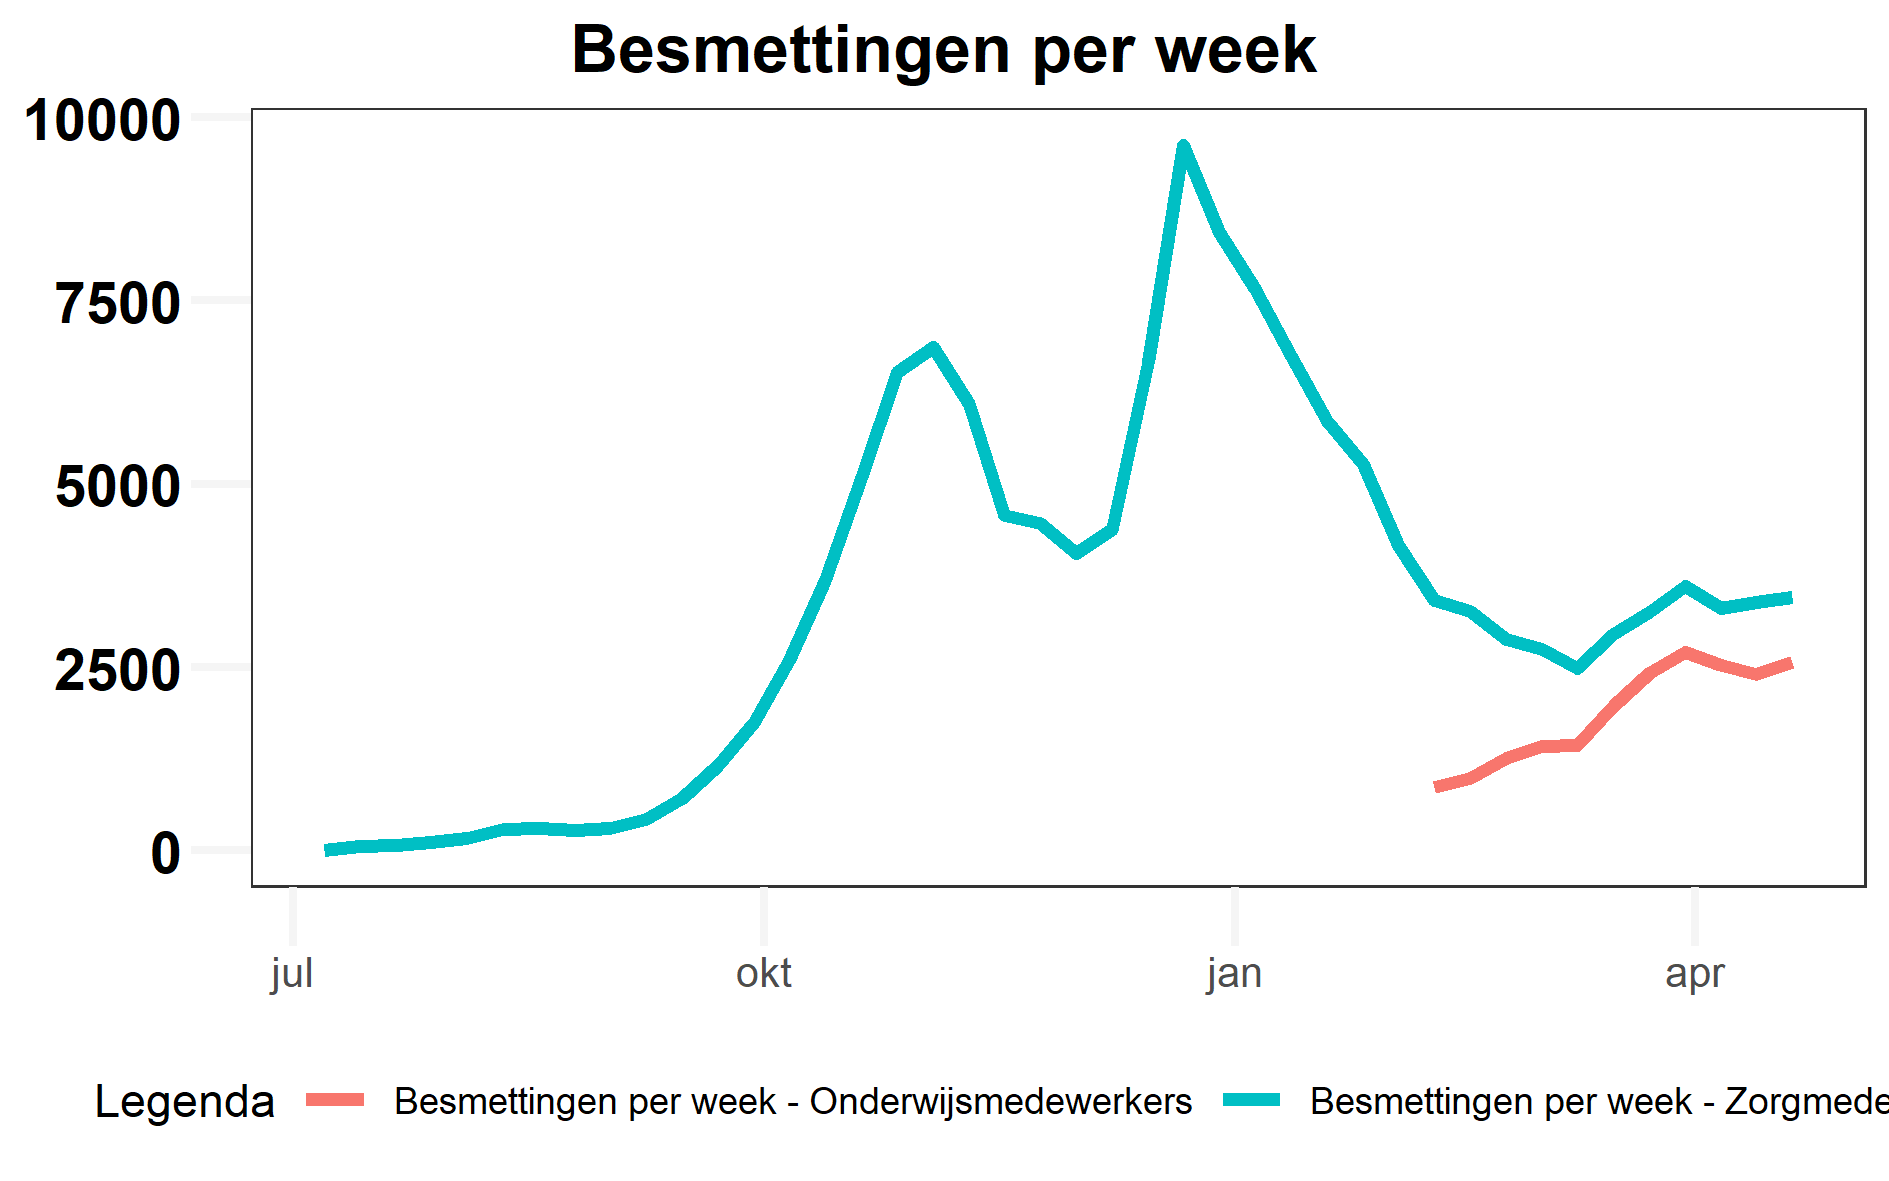 Besmettingen per week
10000
7500
5000
2500
0
jul okt jan apr
Legenda Besmettingen per week - Onderwijsmedewerkers Besmettingen per week - Zorgmede